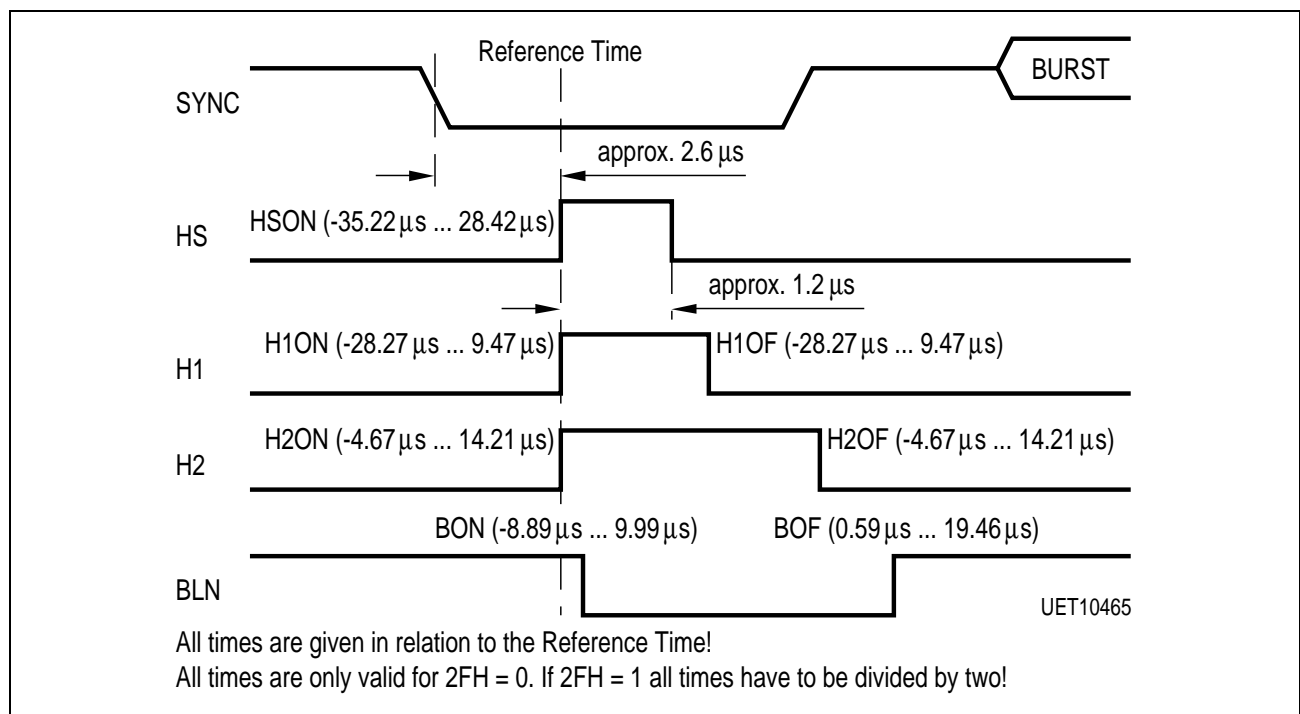 Reference Time
BURST
SYNC
approx. 2.6 µs
HSON (-35.22 µs ... 28.42 µs)
HS
approx. 1.2 µs
H1ON (-28.27 µs ... 9.47 µs)
H1OF (-28.27 µs ... 9.47 µs)
H1
H2ON (-4.67 µs ... 14.21 µs)
H2OF (-4.67 µs ... 14.21 µs)
H2
BON (-8.89 µs ... 9.99 µs)
BOF (0.59 µs ... 19.46 µs)
BLN
UET10465
All times are given in relation to the Reference Time!
All times are only valid for 2FH = 0. If 2FH = 1 all times have to be divided by two!